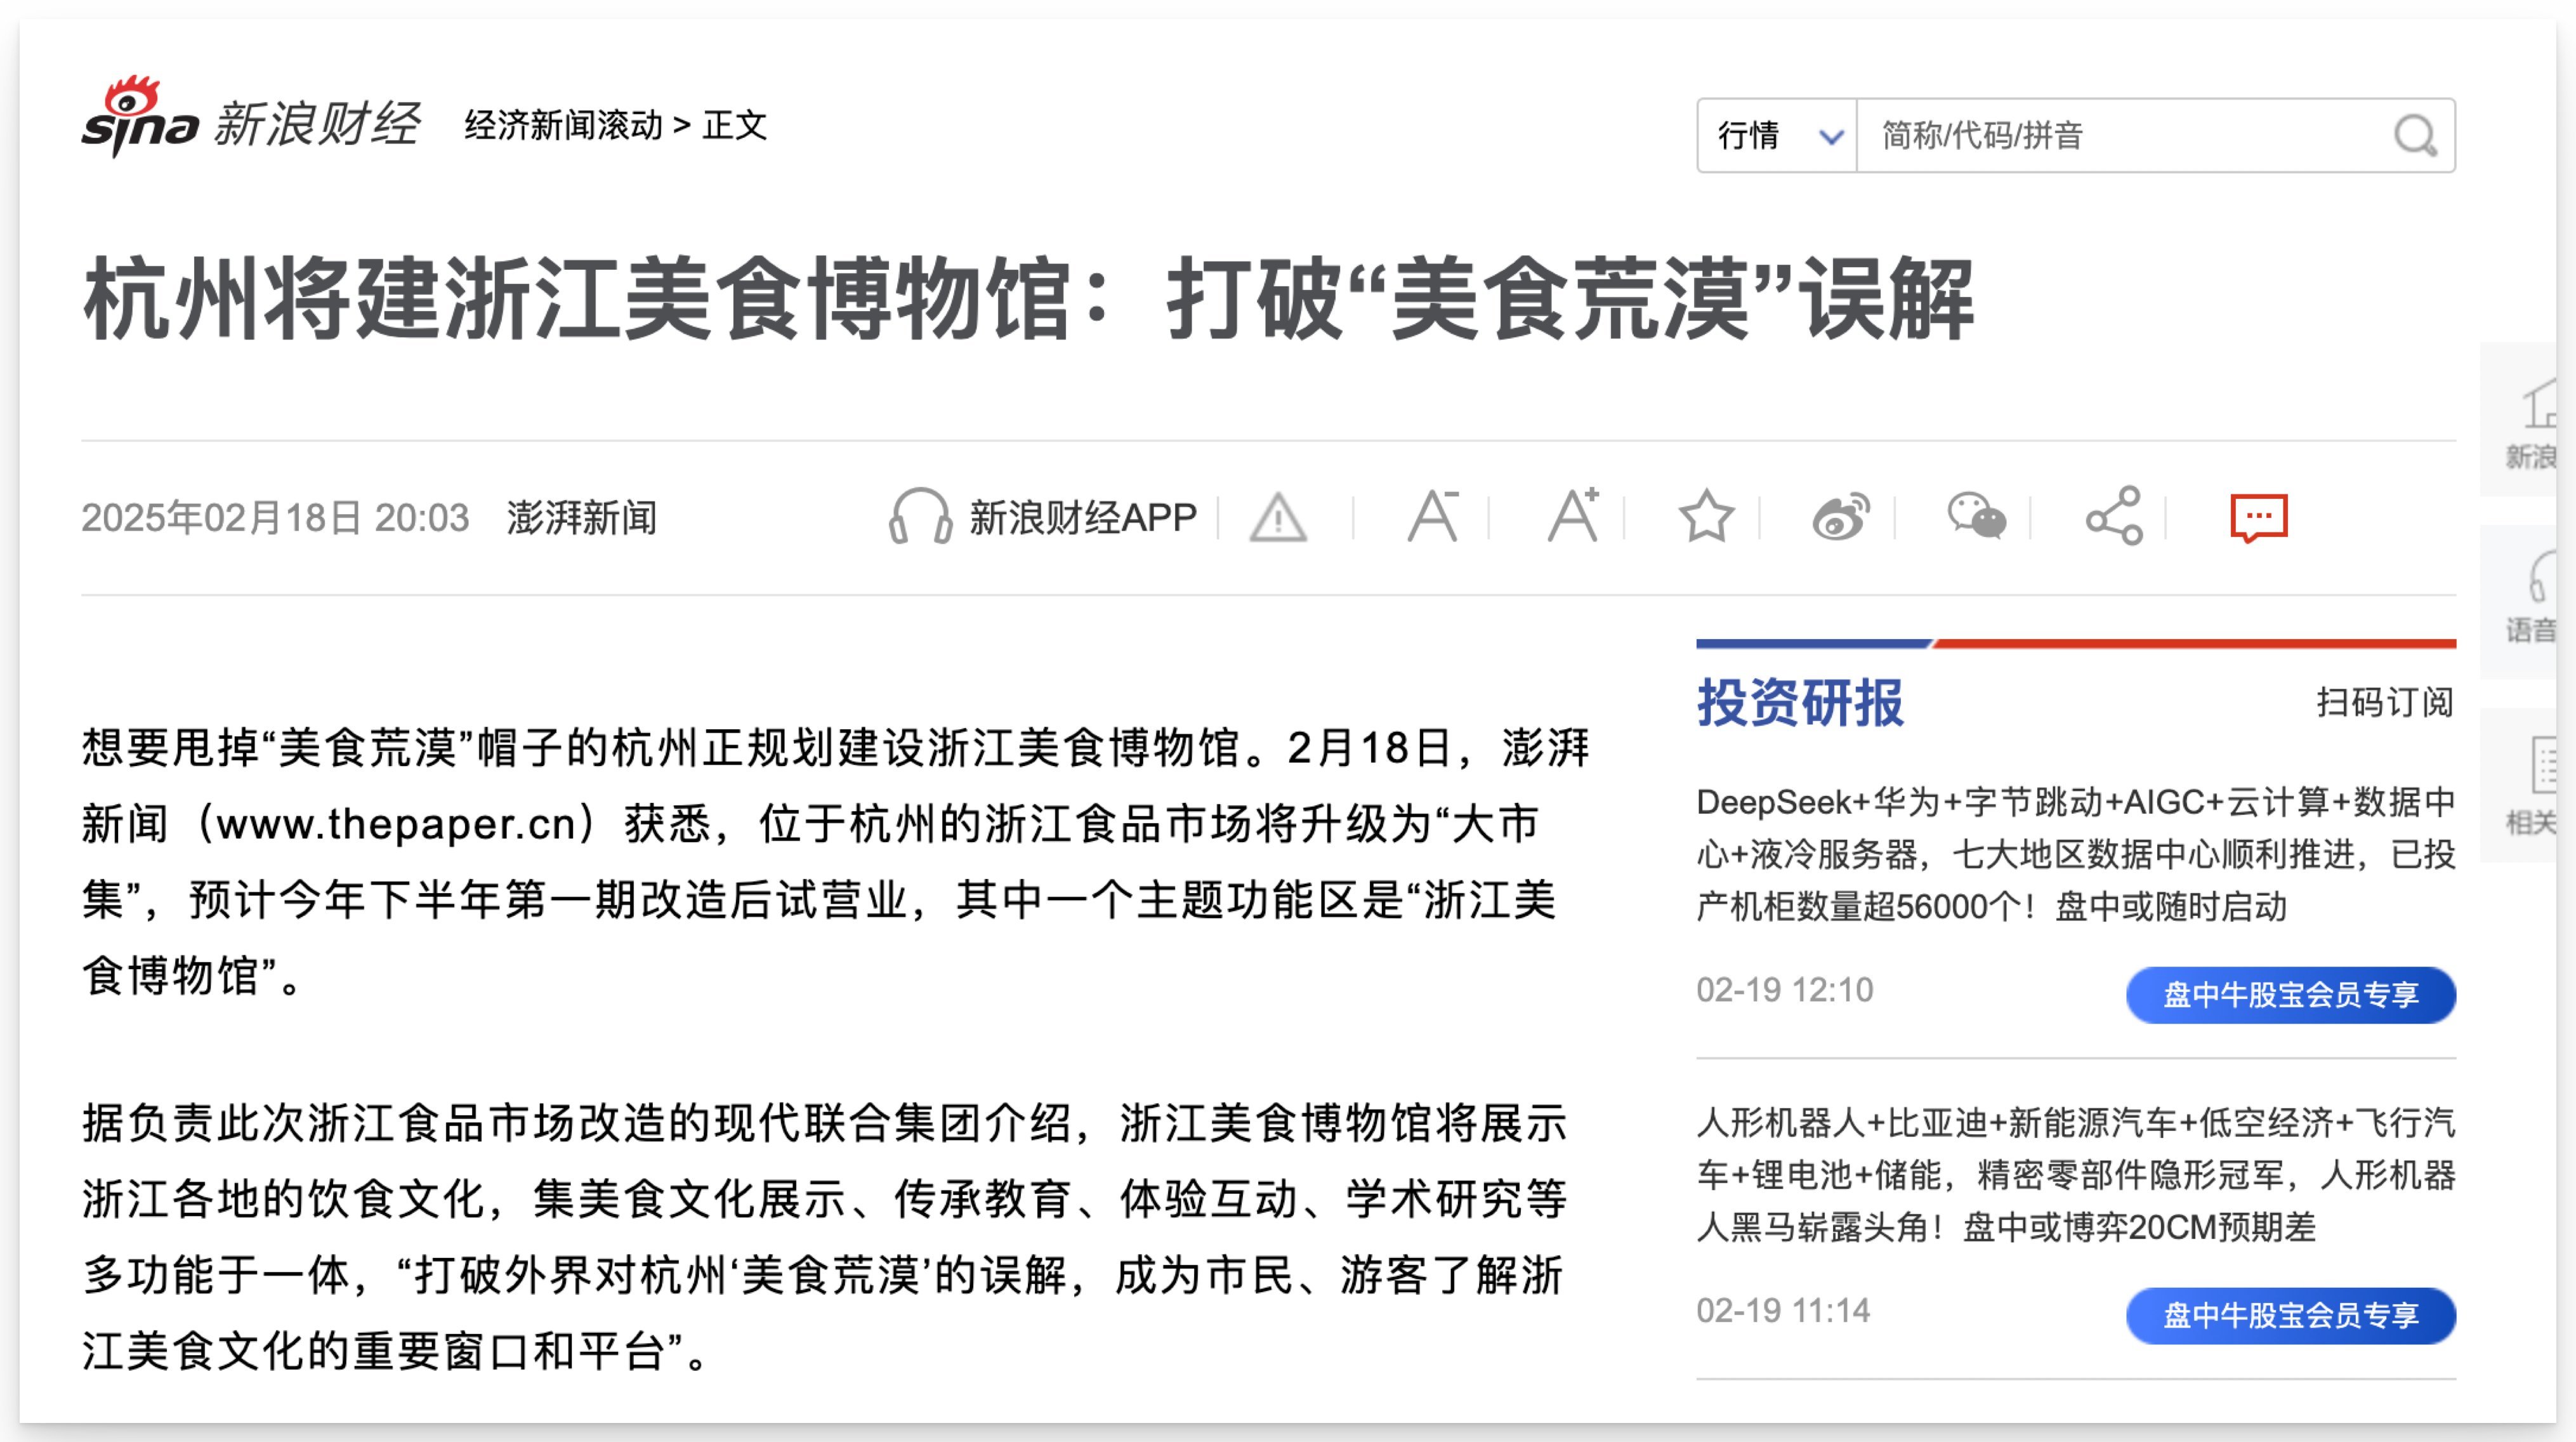 sina 新浪财经 经济新闻滚动 > 正文
行情 简称/代码/拼音
杭州将建浙江美食博物馆：打破“美食荒漠”误解
2025年02月18日 20:03 澎湃新闻 新浪财经APP
想要甩掉“美食荒漠”帽子的杭州正规划建设浙江美食博物馆。2月18日，澎湃
新闻（www.thepaper.cn）获悉，位于杭州的浙江食品市场将升级为“大市
集”，预计今年下半年第一期改造后试营业，其中一个主题功能区是“浙江美
食博物馆”。
据负责此次浙江食品市场改造的现代联合集团介绍，浙江美食博物馆将展示
浙江各地的饮食文化，集美食文化展示、传承教育、体验互动、学术研究等
多功能于一体，“打破外界对杭州‘美食荒漠’的误解，成为市民、游客了解浙
江美食文化的重要窗口和平台”。
投资研报 扫码订阅
DeepSeek+华为+字节跳动+AIGC+云计算+数据中
心+液冷服务器，七大地区数据中心顺利推进，已投
产机柜数量超56000个！盘中或随时启动
02-19 12:10 盘中牛股宝会员专享
人形机器人+比亚迪+新能源汽车+低空经济+飞行汽
车+锂电池+储能，精密零部件隐形冠军，人形机器
人黑马崭露头角！盘中或博弈20CM预期差
02-19 11:14 盘中牛股宝会员专享
新浪
语音
相关